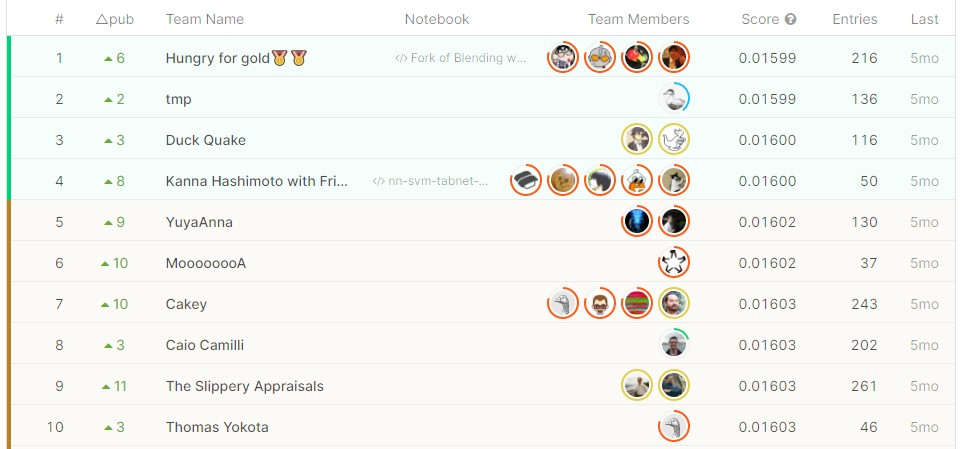 # △pub Team Name Notebook Team Members Score ? Entries Last
1 ▲ 6 Hungry for gold🥇🥇 </> Fork of Blending w... 0.01599 216 5mo
2 ▲ 2 tmp 0.01599 136 5mo
3 ▲ 3 Duck Quake 0.01600 116 5mo
4 ▲ 8 Kanna Hashimoto with Fri... </> nn-svm-tabnet-... 0.01600 50 5mo
5 ▲ 9 YuyaAnna 0.01602 130 5mo
6 ▲ 10 MoooooooA 0.01602 37 5mo
7 ▲ 10 Cakey 0.01603 243 5mo
8 ▲ 3 Caio Camilli 0.01603 202 5mo
9 ▲ 11 The Slippery Appraisals 0.01603 261 5mo
10 ▲ 3 Thomas Yokota 0.01603 46 5mo